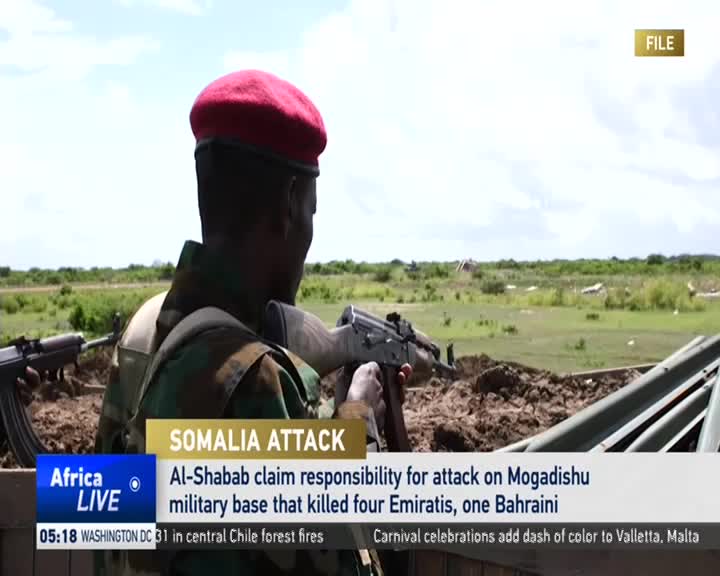 FILE
SOMALIA ATTACK
Al-Shabab claim responsibility for attack on Mogadishu
military base that killed four Emiratis, one Bahraini
Africa
LIVE
05:18 WASHINGTON DC
31 in central Chile forest fires Carnival celebrations add dash of color to Valletta, Malta